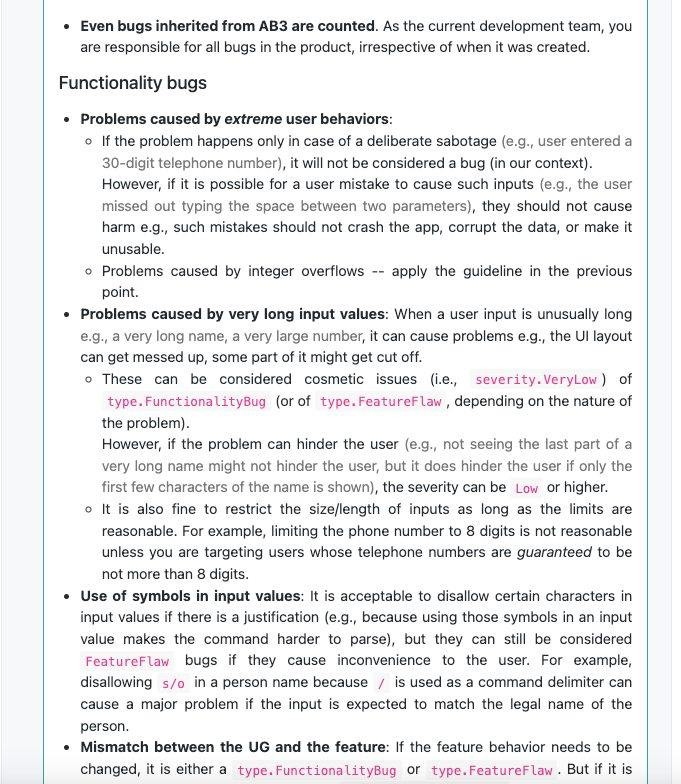 • Even bugs inherited from AB3 are counted. As the current development team, you
are responsible for all bugs in the product, irrespective of when it was created.
Functionality bugs
• Problems caused by extreme user behaviors:
○ If the problem happens only in case of a deliberate sabotage (e.g., user entered a
30-digit telephone number), it will not be considered a bug (in our context).
However, if it is possible for a user mistake to cause such inputs (e.g., the user
missed out typing the space between two parameters), they should not cause
harm e.g., such mistakes should not crash the app, corrupt the data, or make it
unusable.
○ Problems caused by integer overflows -- apply the guideline in the previous
point.
• Problems caused by very long input values: When a user input is unusually long
e.g., a very long name, a very large number, it can cause problems e.g., the UI layout
can get messed up, some part of it might get cut off.
○ These can be considered cosmetic issues (i.e., severity.VeryLow ) of
type.FunctionalityBug (or of type.FeatureFlaw , depending on the nature of
the problem).
However, if the problem can hinder the user (e.g., not seeing the last part of a
very long name might not hinder the user, but it does hinder the user if only the
first few characters of the name is shown), the severity can be Low or higher.
○ It is also fine to restrict the size/length of inputs as long as the limits are
reasonable. For example, limiting the phone number to 8 digits is not reasonable
unless you are targeting users whose telephone numbers are guaranteed to be
not more than 8 digits.
• Use of symbols in input values: It is acceptable to disallow certain characters in
input values if there is a justification (e.g., because using those symbols in an input
value makes the command harder to parse), but they can still be considered
FeatureFlaw bugs if they cause inconvenience to the user. For example,
disallowing s/o in a person name because / is used as a command delimiter can
cause a major problem if the input is expected to match the legal name of the
person.
• Mismatch between the UG and the feature: If the feature behavior needs to be
changed, it is either a type.FunctionalityBug or type.FeatureFlaw . But if it is